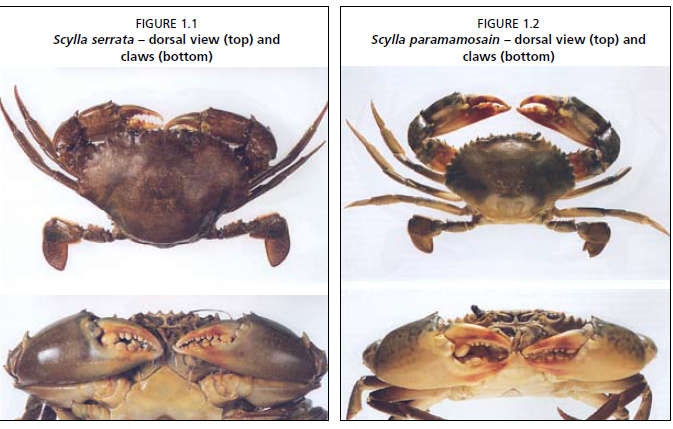 FIGURE 1.1
Scylla serrata – dorsal view (top) and
claws (bottom)
FIGURE 1.2
Scylla paramamosain – dorsal view (top) and
claws (bottom)